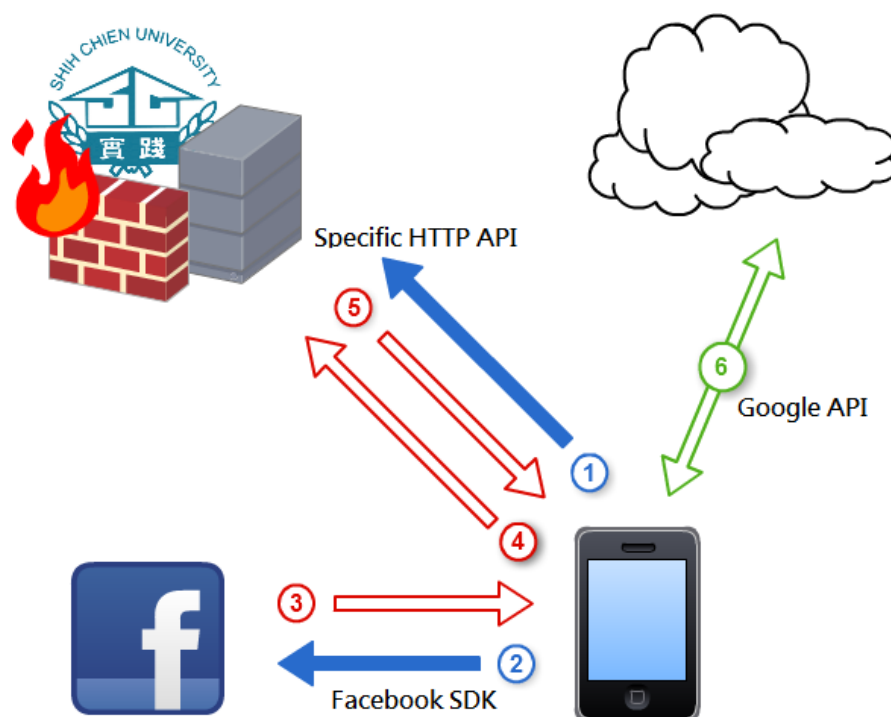 SHIH CHIEN UNIVERSITY
實踐
Specific HTTP API
5
6
Google API
1
4
3
2
f
Facebook SDK